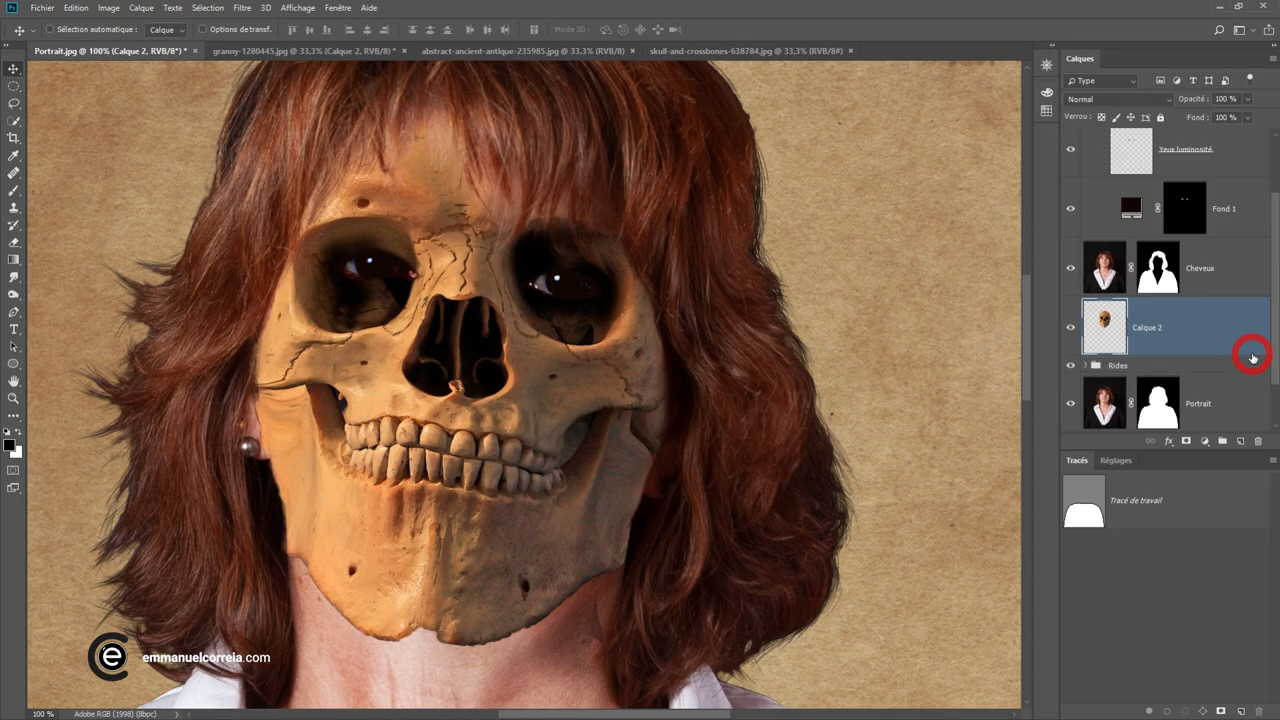 Ps Fichier Edition Image Calque Texte Sélection Filtre 3D Affichage Fenêtre Aide
Sélection automatique : Calque Options de transf. Mode 3D :
Portrait.jpg @ 100% (Calque 2, RVB/8*) * × granny-1280445.jpg @ 33,3% (Calque 2, RVB/8) * × abstract-ancient-antique-235985.jpg @ 33,3% (RVB/8) × skull-and-crossbones-638784.jpg @ 33,3% (RVB/8#) ×
Calques
Type
Normal Opacité : 100 %
Verrou : Fond : 100 %
Yeux luminosité
Fond 1
Cheveux
Calque 2
Rides
Portrait
fx
Tracés Réglages
Tracé de travail
e emmanuelcorreia.com
100 % Adobe RGB (1998) (8bpc)